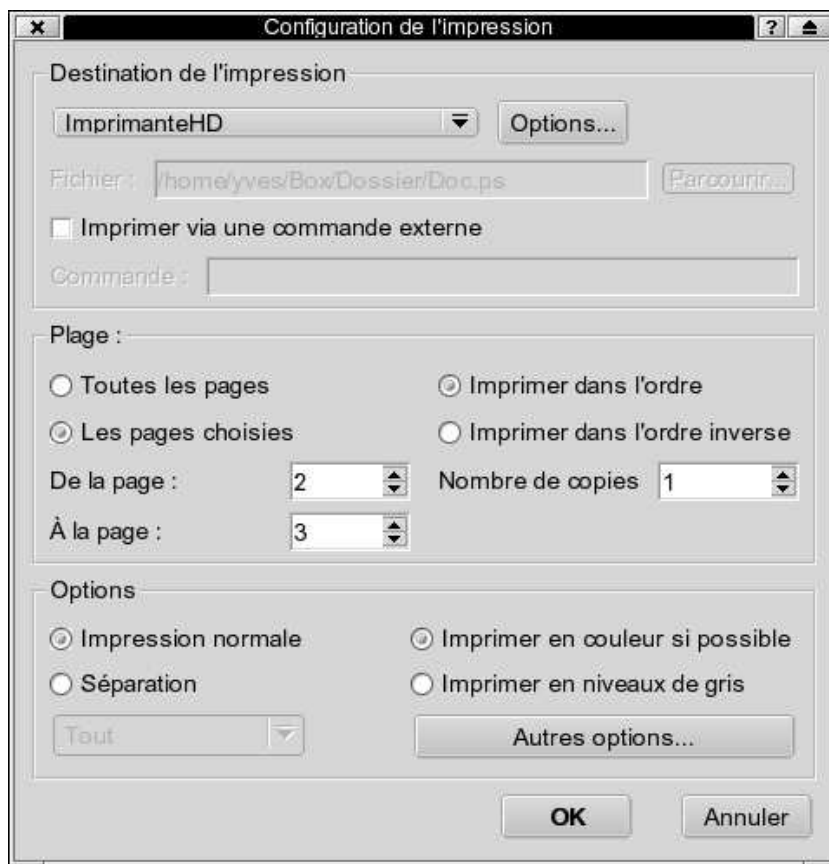 Configuration de l'impression ?
Destination de l'impression
ImprimanteHD Options...
Fichier : /home/yves/Box/Dossier/Doc.ps Parcourir...
Imprimer via une commande externe
Commande :
Plage :
Toutes les pages Imprimer dans l'ordre
Les pages choisies Imprimer dans l'ordre inverse
De la page : 2 Nombre de copies 1
À la page : 3
Options
Impression normale Imprimer en couleur si possible
Séparation Imprimer en niveaux de gris
Tout Autres options...
OK Annuler